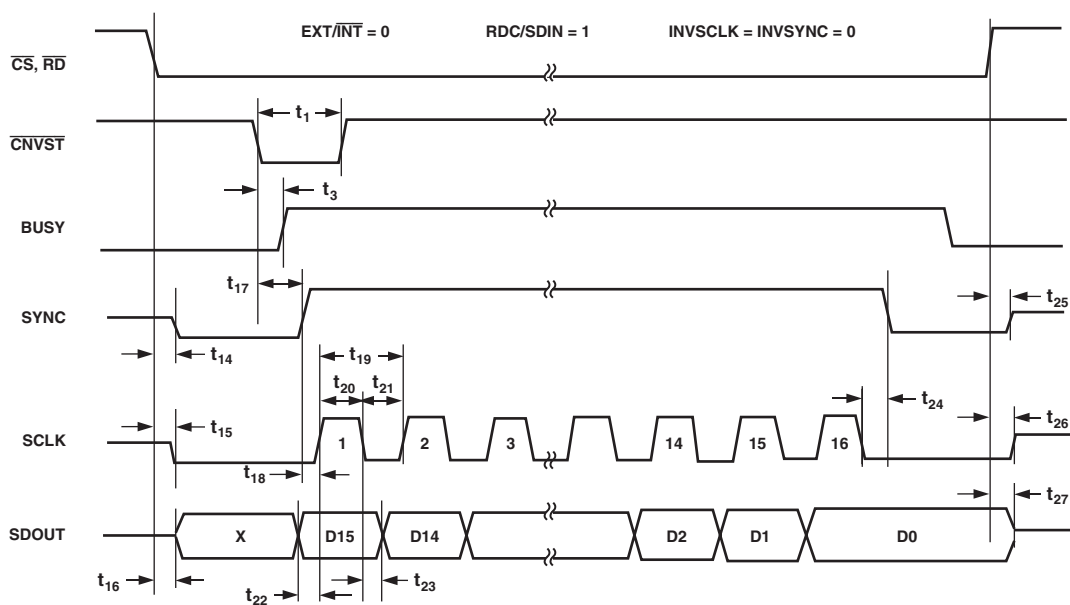 EXT/INT = 0 RDC/SDIN = 1 INVSCLK = INVSYNC = 0
CS, RD
t1
CNVST
t3
BUSY
t17
t25
SYNC
t14
t19
t20 t21
t24
t15
t26
SCLK
1 2 3 14 15 16
t18
t27
SDOUT
X D15 D14 D2 D1 D0
t16
t22
t23